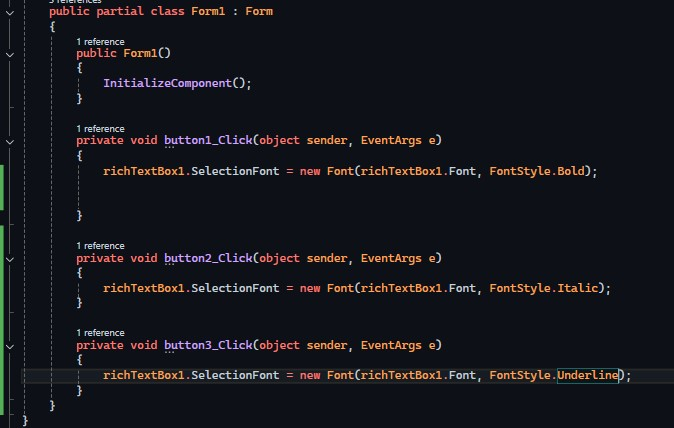 public partial class Form1 : Form
{
1 reference
public Form1()
{
InitializeComponent();
}
1 reference
private void button1_Click(object sender, EventArgs e)
{
richTextBox1.SelectionFont = new Font(richTextBox1.Font, FontStyle.Bold);
}
1 reference
private void button2_Click(object sender, EventArgs e)
{
richTextBox1.SelectionFont = new Font(richTextBox1.Font, FontStyle.Italic);
}
1 reference
private void button3_Click(object sender, EventArgs e)
{
richTextBox1.SelectionFont = new Font(richTextBox1.Font, FontStyle.Underline);
}
}
}